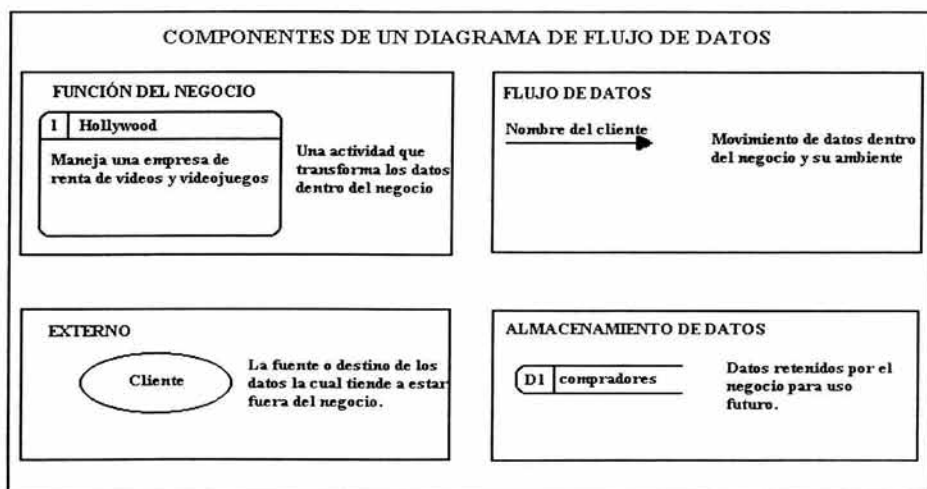 COMPONENTES DE UN DIAGRAMA DE FLUJO DE DATOS
FUNCIÓN DEL NEGOCIO
1 Hollywood
Maneja una empresa de
renta de videos y videojuegos
Una actividad que
transforma los datos
dentro del negocio
FLUJO DE DATOS
Nombre del cliente
Movimiento de datos dentro
del negocio y su ambiente
EXTERNO
Cliente
La fuente o destino de los
datos la cual tiende a estar
fuera del negocio.
ALMACENAMIENTO DE DATOS
D1 compradores
Datos retenidos por el
negocio para uso
futuro.